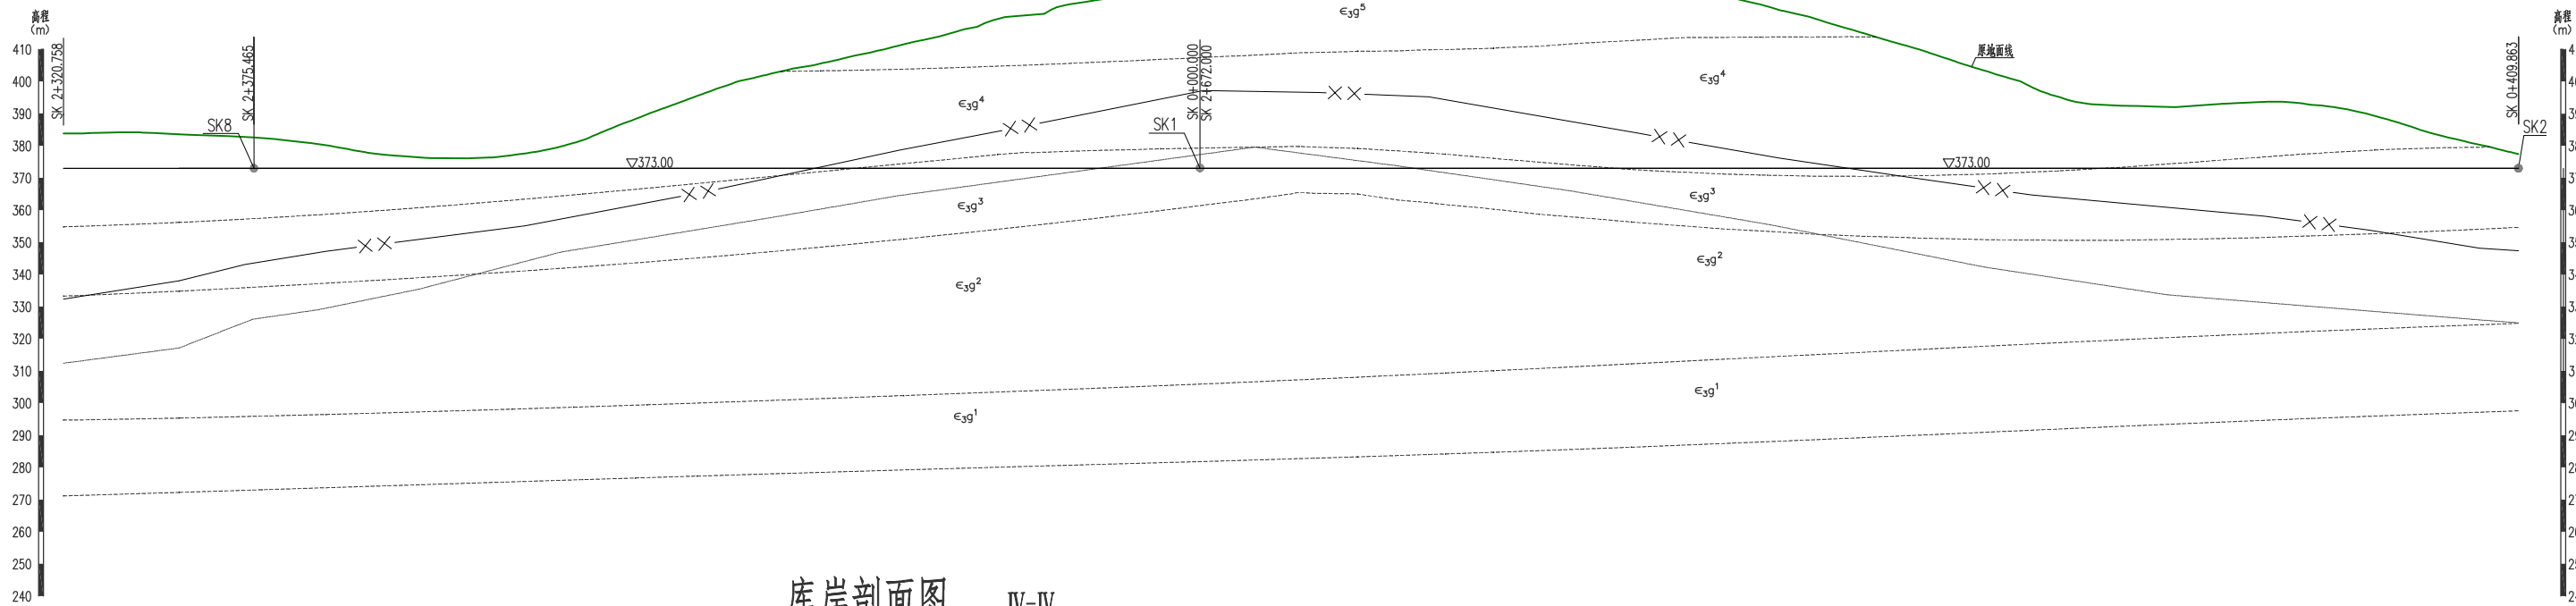 高程
(m)
410
400
390
380
370
360
350
340
330
320
310
300
290
280
270
260
250
240
SK 2+320.758
SK 2+375.465
SK8
▽373.00
SK 0+000.000
SK 2+672.000
SK1
∈₃g⁵
∈₃g⁴
∈₃g⁴
∈₃g³
∈₃g³
∈₃g²
∈₃g²
∈₃g¹
∈₃g¹
原地面线
▽373.00
SK 0+409.863
SK2
高程
(m)
库岸剖面图 IV-IV